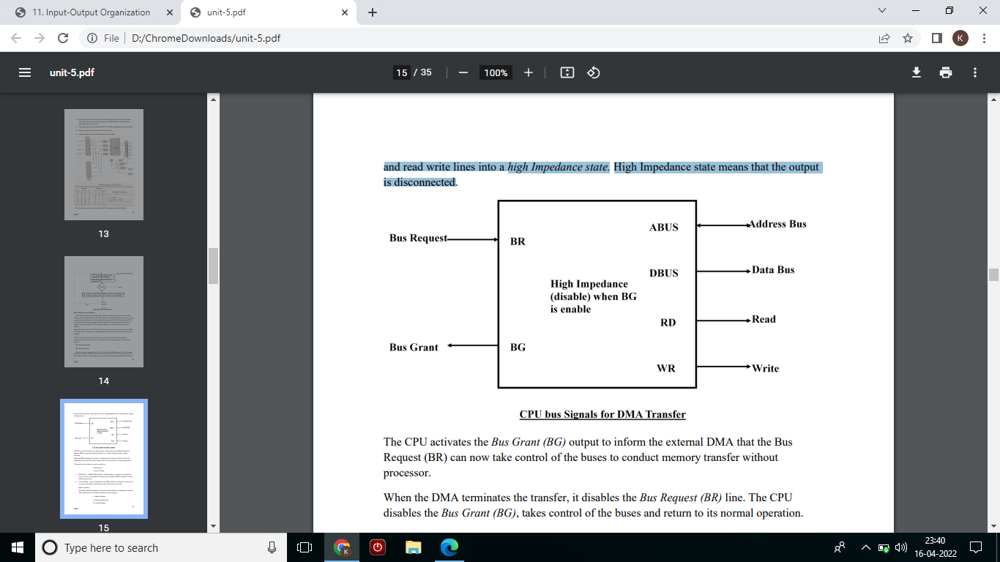 11. Input-Output Organization
unit-5.pdf
File
D:/ChromeDownloads/unit-5.pdf
K
unit-5.pdf
15 / 35
100%
13
14
15
and read write lines into a high Impedance state. High Impedance state means that the output
is disconnected.
Bus Request
BR
ABUS
Address Bus
DBUS
Data Bus
High Impedance
(disable) when BG
is enable
RD
Read
Bus Grant
BG
WR
Write
CPU bus Signals for DMA Transfer
The CPU activates the Bus Grant (BG) output to inform the external DMA that the Bus
Request (BR) can now take control of the buses to conduct memory transfer without
processor.
When the DMA terminates the transfer, it disables the Bus Request (BR) line. The CPU
disables the Bus Grant (BG), takes control of the buses and return to its normal operation.
Type here to search
K
23:40
16-04-2022